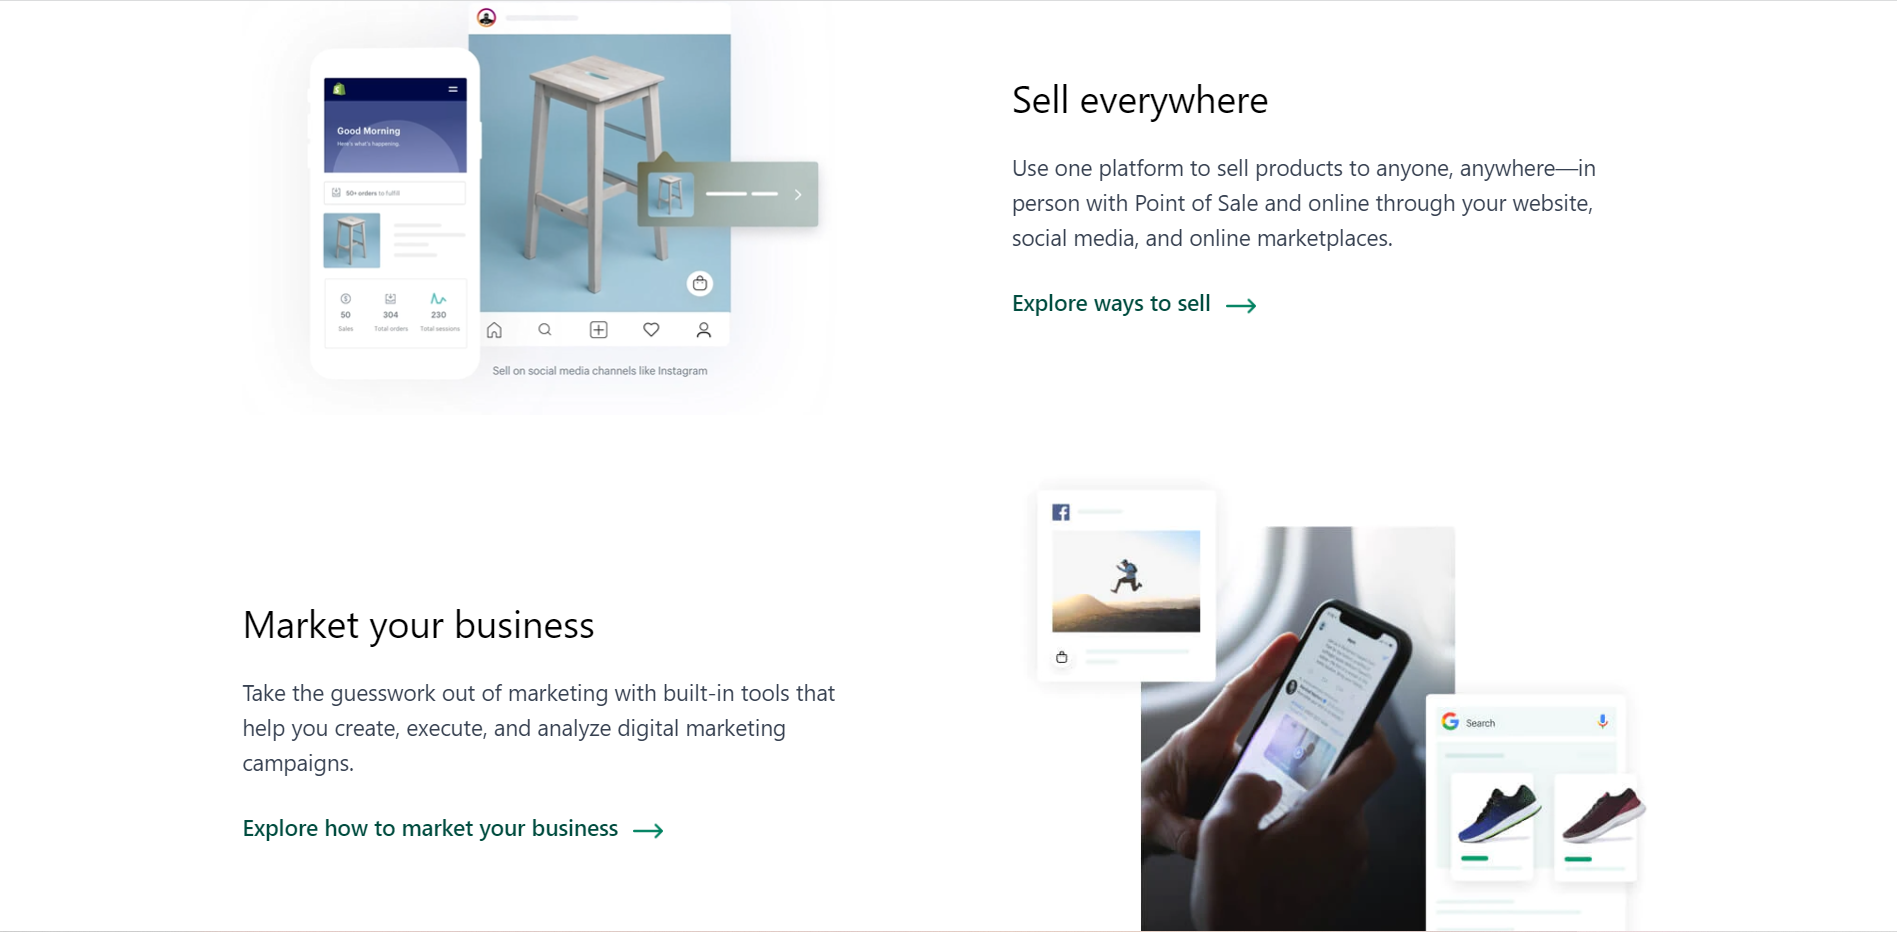 Good Morning
Here's what's happening.
50+ orders to fulfill
50
304
230
Sales
Total orders
Total sessions
Sell on social media channels like Instagram
Sell everywhere
Use one platform to sell products to anyone, anywhere—in
person with Point of Sale and online through your website,
social media, and online marketplaces.
Explore ways to sell
Market your business
Take the guesswork out of marketing with built-in tools that
help you create, execute, and analyze digital marketing
campaigns.
Explore how to market your business
Search